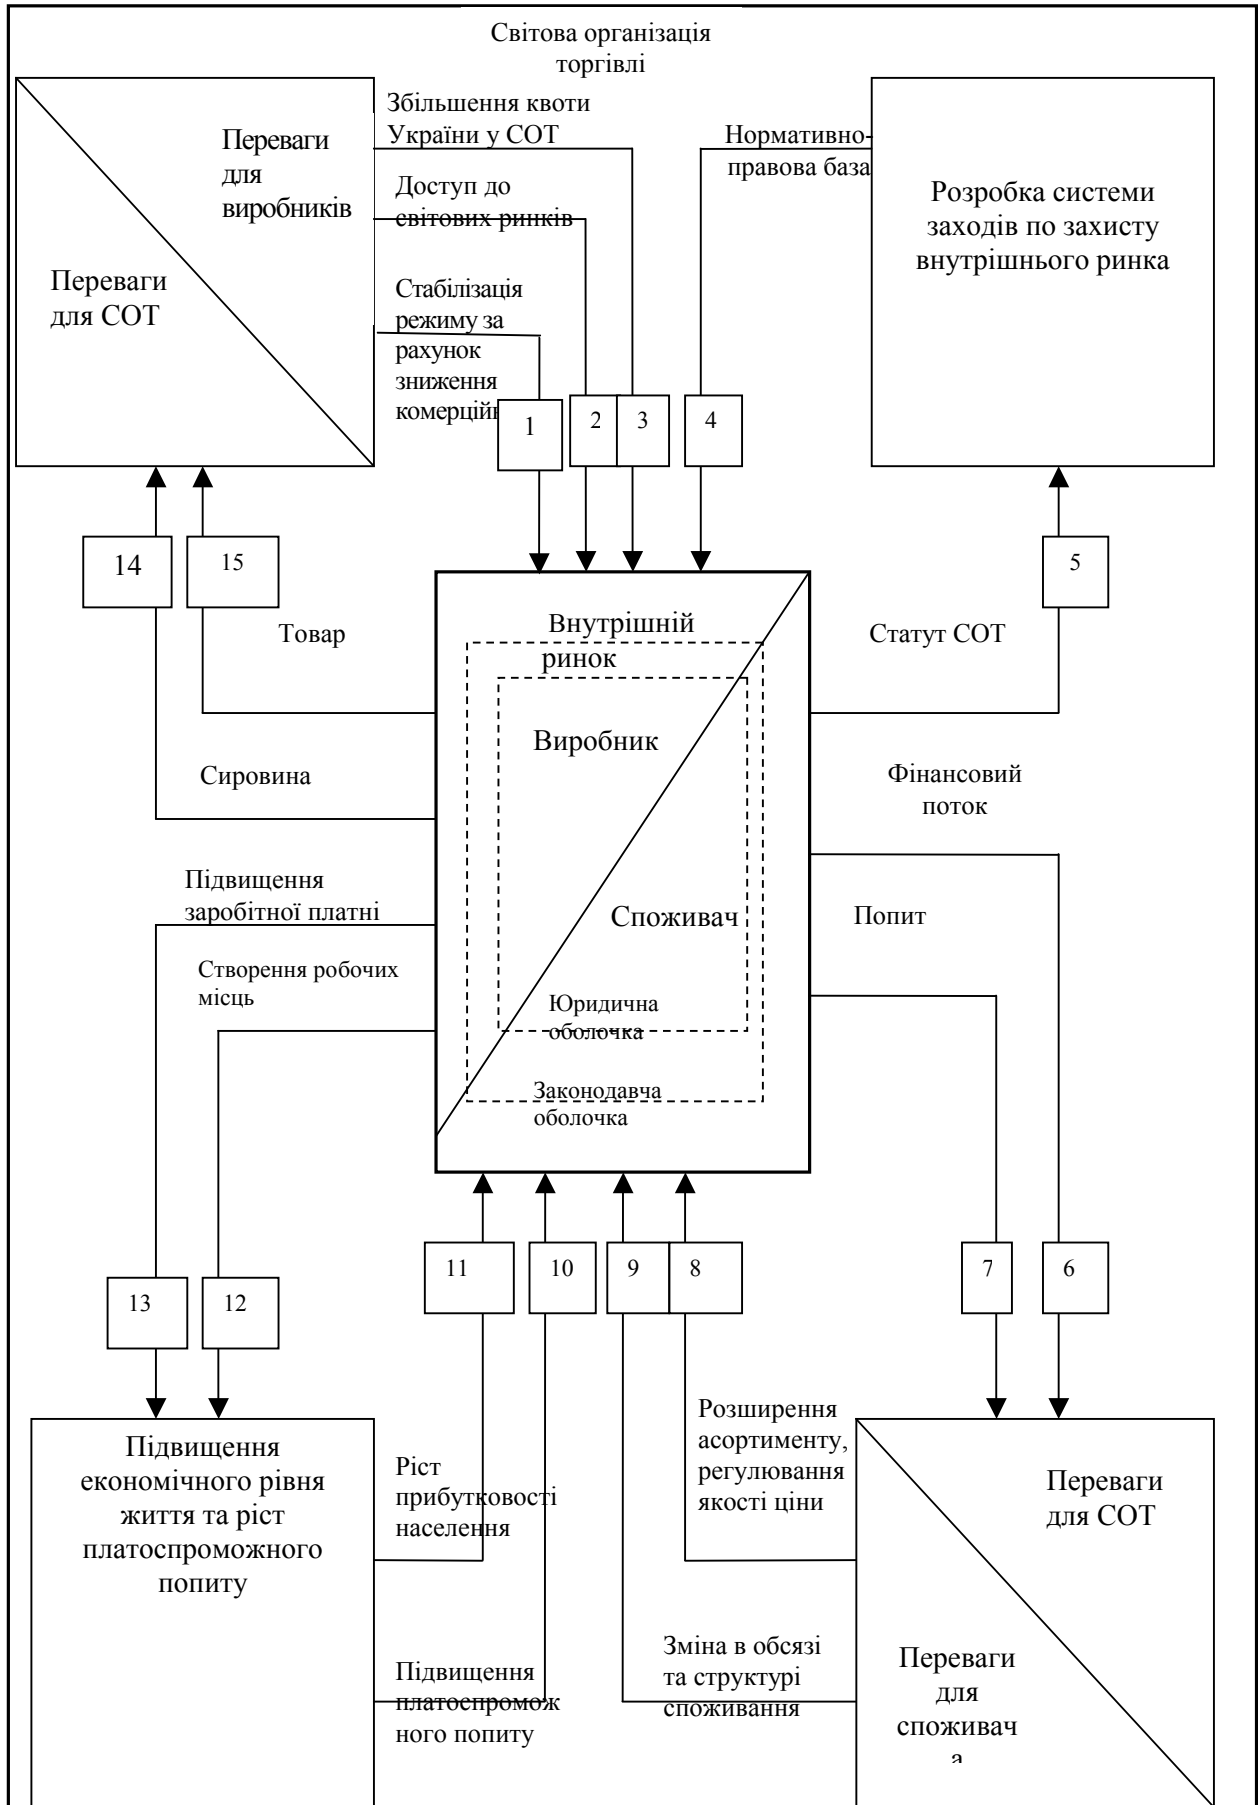 Світова організація
торгівлі
Збільшення квоти
України у СОТ
Переваги
для
виробників
Переваги
для СОТ
Доступ до
світових ринків
Стабілізація
режиму за
рахунок
зниження
комерційн
Нормативно-
правова база
Розробка системи
заходів по захисту
внутрішнього ринка
1
2
3
4
14
15
5
Товар
Внутрішній
ринок
Статут СОТ
Виробник
Сировина
Фінансовий
поток
Підвищення
заробітної платні
Споживач
Попит
Створення робочих
місць
Юридична
оболочка
Законодавча
оболочка
11
10
9
8
7
6
13
12
Підвищення
економічного рівня
життя та ріст
платоспроможного
попиту
Ріст
прибутковості
населення
Розширення
асортименту,
регулювання
якості ціни
Переваги
для СОТ
Підвищення
платоспромож
ного попиту
Зміна в обсязі
та структурі
споживання
Переваги
для
споживач
а